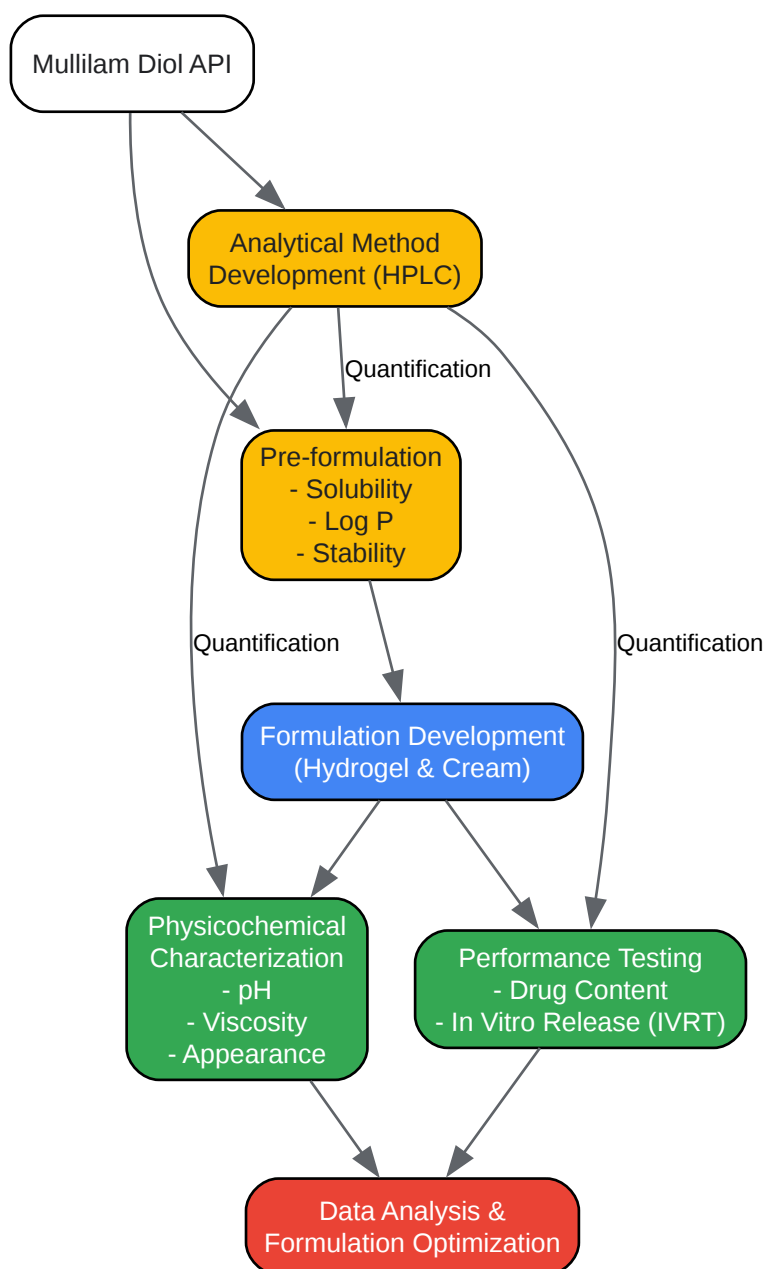 Mullilam Diol API
Analytical Method
Development (HPLC)
Quantification
Pre-formulation
- Solubility
- Log P
- Stability
Quantification
Quantification
Formulation Development
(Hydrogel & Cream)
Physicochemical
Characterization
- pH
- Viscosity
- Appearance
Performance Testing
- Drug Content
- In Vitro Release (IVRT)
Data Analysis &
Formulation Optimization